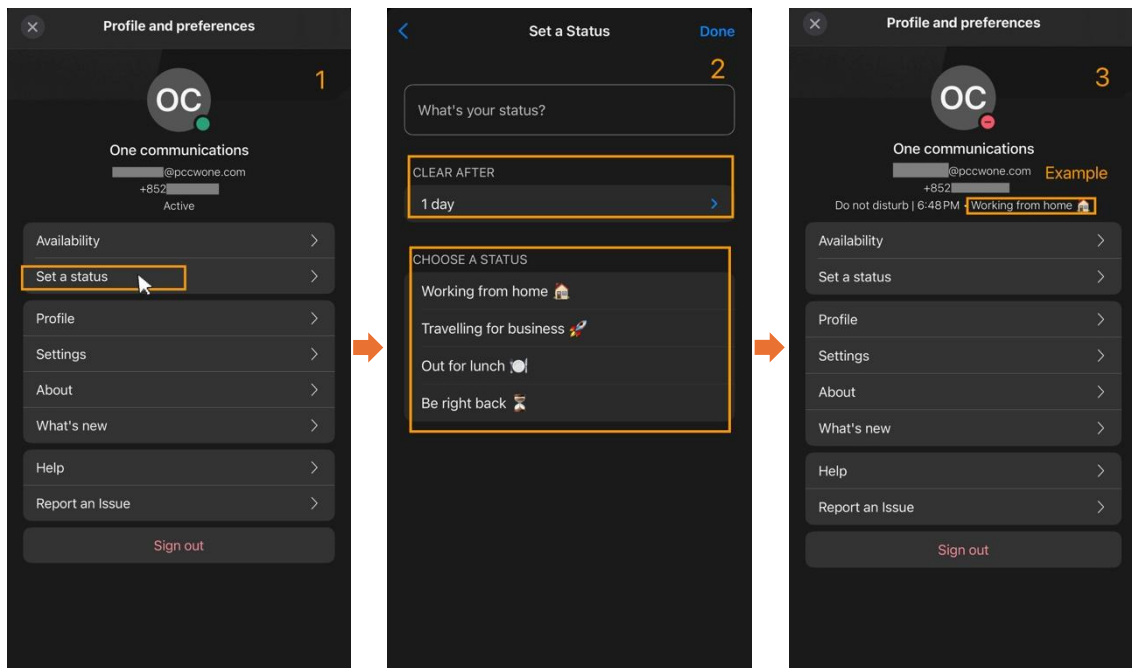 Profile and preferences
1
OC
One communications
@pccwone.com
+852
Active
Availability
Set a status
Profile
Settings
About
What's new
Help
Report an Issue
Sign out
Set a Status
Done
2
What's your status?
CLEAR AFTER
1 day
CHOOSE A STATUS
Working from home 🏠
Travelling for business 🚀
Out for lunch 🍽️
Be right back ⏳
Profile and preferences
3
OC
One communications
@pccwone.com
Example
+852
Do not disturb | 6:48 PM • Working from home 🏠
Availability
Set a status
Profile
Settings
About
What's new
Help
Report an Issue
Sign out